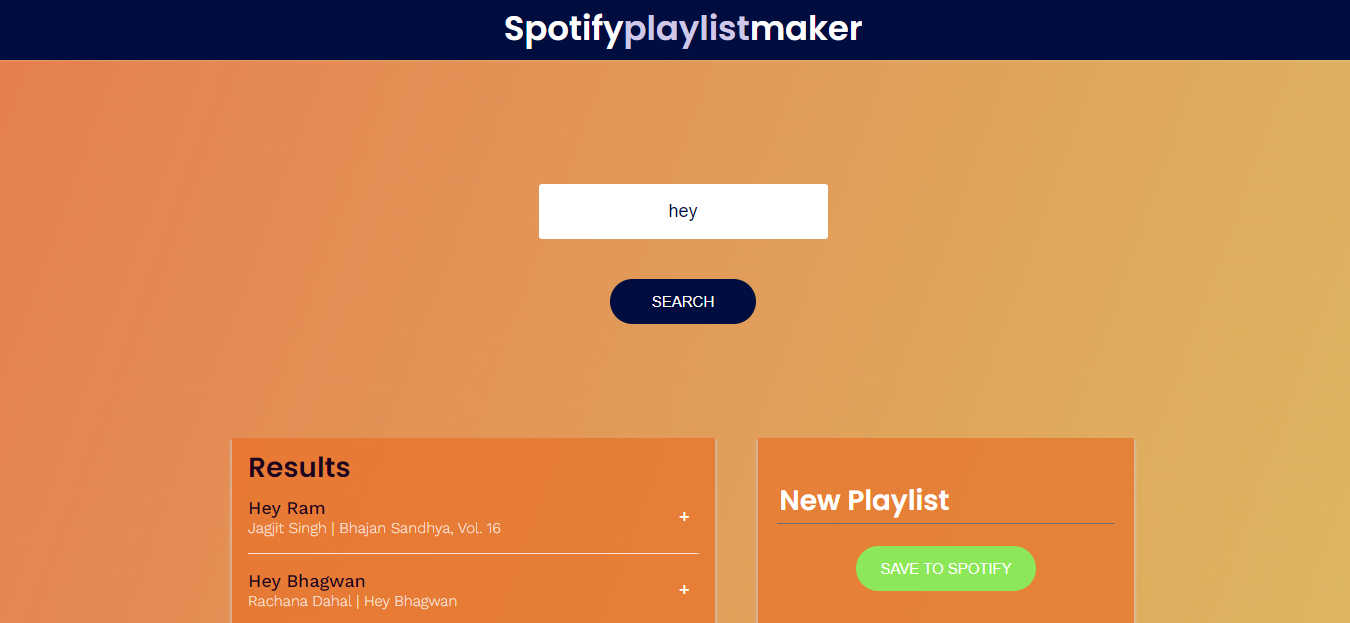 Spotifyplaylistmaker
hey
SEARCH
Results
Hey Ram
Jagjit Singh | Bhajan Sandhya, Vol. 16
+
Hey Bhagwan
Rachana Dahal | Hey Bhagwan
+
New Playlist
SAVE TO SPOTIFY